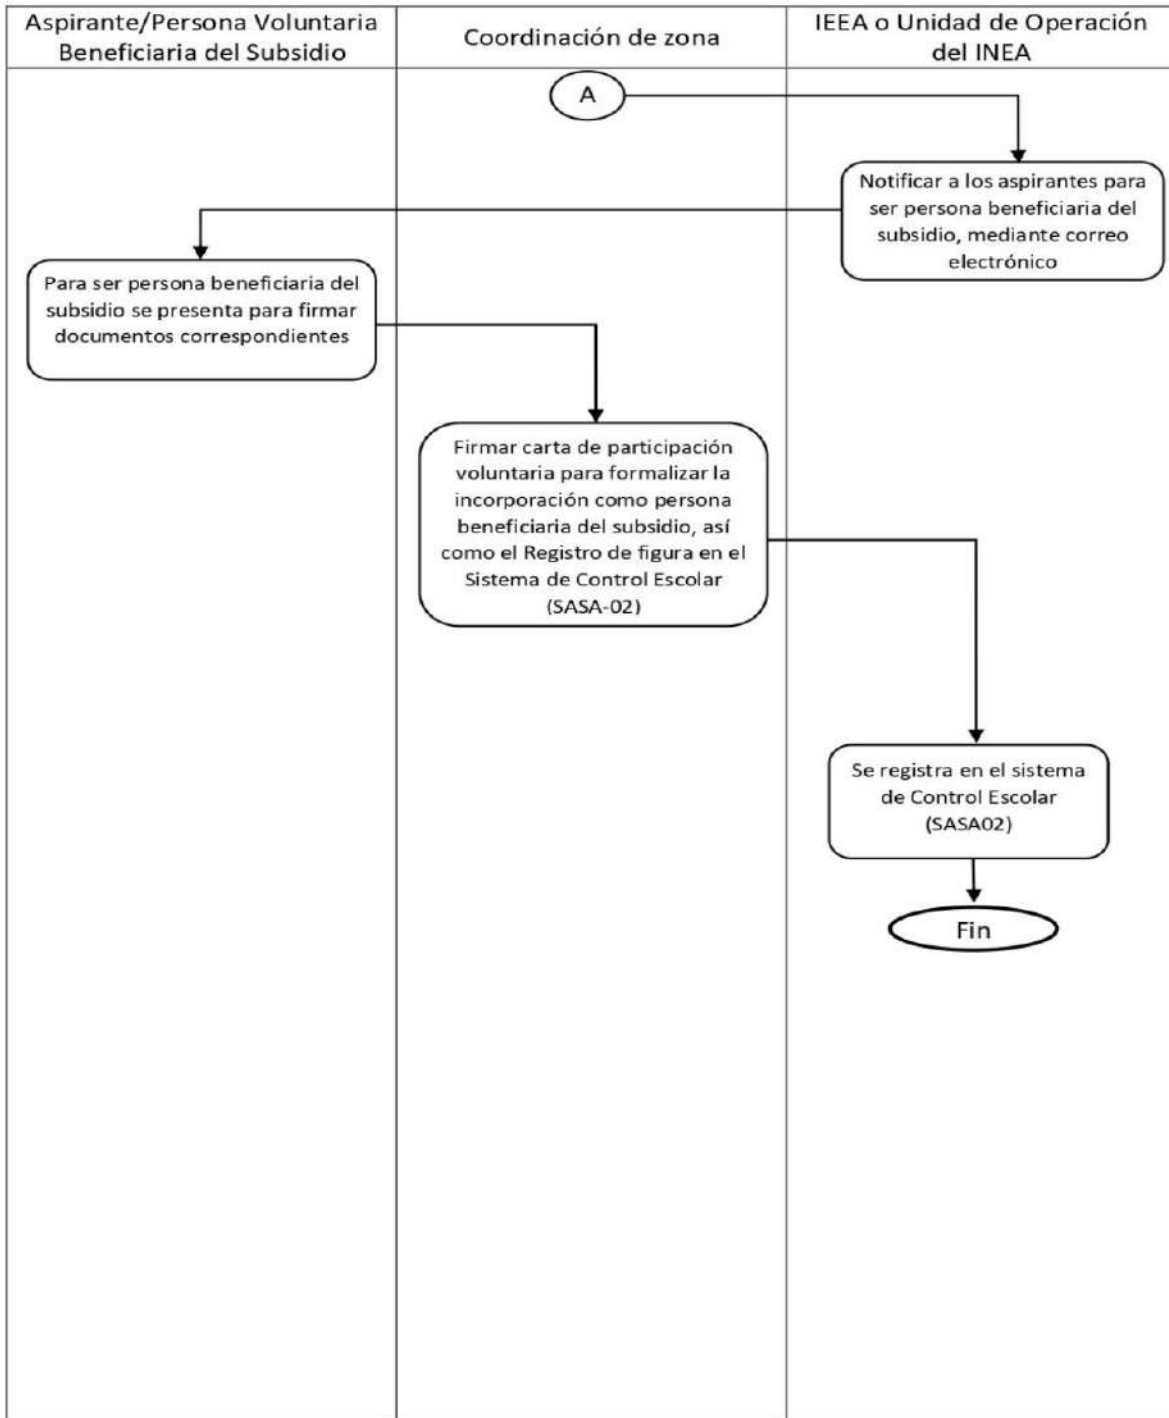 Aspirante/Persona Voluntaria
Beneficiaria del Subsidio
Coordinación de zona
IEEA o Unidad de Operación
del INEA
A
Notificar a los aspirantes para
ser persona beneficiaria del
subsidio, mediante correo
electrónico
Para ser persona beneficiaria del
subsidio se presenta para firmar
documentos correspondientes
Firmar carta de participación
voluntaria para formalizar la
incorporación como persona
beneficiaria del subsidio, así
como el Registro de figura en el
Sistema de Control Escolar
(SASA-02)
Se registra en el sistema
de Control Escolar
(SASA02)
Fin